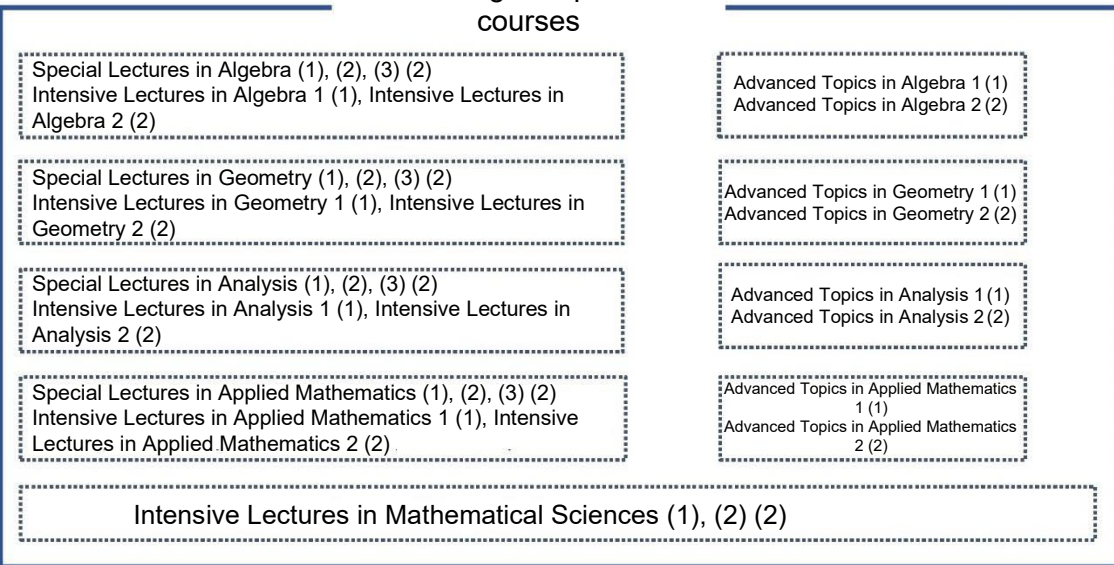 courses
Special Lectures in Algebra (1), (2), (3) (2)
Intensive Lectures in Algebra 1 (1), Intensive Lectures in
Algebra 2 (2)
Advanced Topics in Algebra 1 (1)
Advanced Topics in Algebra 2 (2)
Special Lectures in Geometry (1), (2), (3) (2)
Intensive Lectures in Geometry 1 (1), Intensive Lectures in
Geometry 2 (2)
Advanced Topics in Geometry 1 (1)
Advanced Topics in Geometry 2 (2)
Special Lectures in Analysis (1), (2), (3) (2)
Intensive Lectures in Analysis 1 (1), Intensive Lectures in
Analysis 2 (2)
Advanced Topics in Analysis 1 (1)
Advanced Topics in Analysis 2 (2)
Special Lectures in Applied Mathematics (1), (2), (3) (2)
Intensive Lectures in Applied Mathematics 1 (1), Intensive
Lectures in Applied Mathematics 2 (2)
Advanced Topics in Applied Mathematics
1 (1)
Advanced Topics in Applied Mathematics
2 (2)
Intensive Lectures in Mathematical Sciences (1), (2) (2)